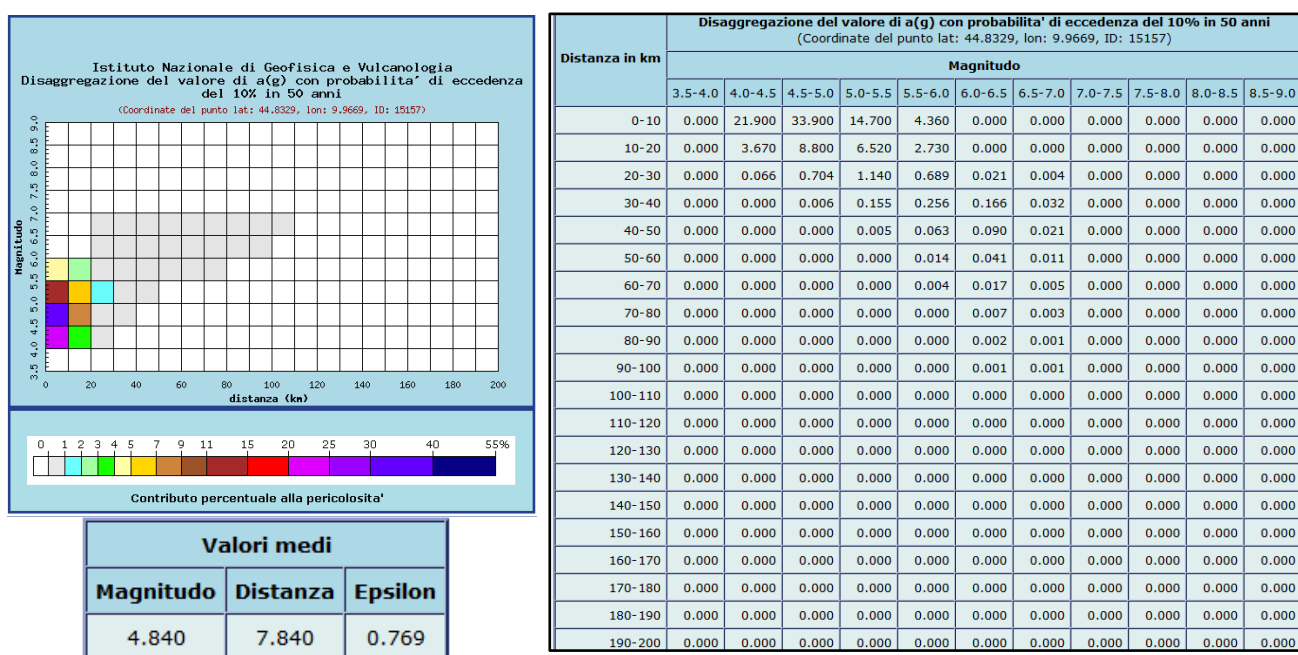 Istituto Nazionale di Geofisica e Vulcanologia
Disaggregazione del valore di a(g) con probabilita' di eccedenza
del 10% in 50 anni
(Coordinate del punto lat: 44.8329, lon: 9.9669, ID: 15157)
Magnitudo
9.0
8.5
8.0
7.5
7.0
6.5
6.0
5.5
5.0
4.5
4.0
3.5
0 20 40 60 80 100 120 140 160 180 200
distanza (km)
0 1 2 3 4 5 7 9 11 15 20 25 30 40 55%
Contributo percentuale alla pericolosita'
Valori medi
Magnitudo Distanza Epsilon
4.840 7.840 0.769
Disaggregazione del valore di a(g) con probabilita' di eccedenza del 10% in 50 anni
(Coordinate del punto lat: 44.8329, lon: 9.9669, ID: 15157)
Distanza in km
Magnitudo
3.5-4.0 4.0-4.5 4.5-5.0 5.0-5.5 5.5-6.0 6.0-6.5 6.5-7.0 7.0-7.5 7.5-8.0 8.0-8.5 8.5-9.0
0-10 0.000 21.900 33.900 14.700 4.360 0.000 0.000 0.000 0.000 0.000 0.000
10-20 0.000 3.670 8.800 6.520 2.730 0.000 0.000 0.000 0.000 0.000 0.000
20-30 0.000 0.066 0.704 1.140 0.689 0.021 0.004 0.000 0.000 0.000 0.000
30-40 0.000 0.000 0.006 0.155 0.256 0.166 0.032 0.000 0.000 0.000 0.000
40-50 0.000 0.000 0.000 0.005 0.063 0.090 0.021 0.000 0.000 0.000 0.000
50-60 0.000 0.000 0.000 0.000 0.014 0.041 0.011 0.000 0.000 0.000 0.000
60-70 0.000 0.000 0.000 0.000 0.004 0.017 0.005 0.000 0.000 0.000 0.000
70-80 0.000 0.000 0.000 0.000 0.000 0.007 0.003 0.000 0.000 0.000 0.000
80-90 0.000 0.000 0.000 0.000 0.000 0.002 0.001 0.000 0.000 0.000 0.000
90-100 0.000 0.000 0.000 0.000 0.000 0.001 0.001 0.000 0.000 0.000 0.000
100-110 0.000 0.000 0.000 0.000 0.000 0.000 0.000 0.000 0.000 0.000 0.000
110-120 0.000 0.000 0.000 0.000 0.000 0.000 0.000 0.000 0.000 0.000 0.000
120-130 0.000 0.000 0.000 0.000 0.000 0.000 0.000 0.000 0.000 0.000 0.000
130-140 0.000 0.000 0.000 0.000 0.000 0.000 0.000 0.000 0.000 0.000 0.000
140-150 0.000 0.000 0.000 0.000 0.000 0.000 0.000 0.000 0.000 0.000 0.000
150-160 0.000 0.000 0.000 0.000 0.000 0.000 0.000 0.000 0.000 0.000 0.000
160-170 0.000 0.000 0.000 0.000 0.000 0.000 0.000 0.000 0.000 0.000 0.000
170-180 0.000 0.000 0.000 0.000 0.000 0.000 0.000 0.000 0.000 0.000 0.000
180-190 0.000 0.000 0.000 0.000 0.000 0.000 0.000 0.000 0.000 0.000 0.000
190-200 0.000 0.000 0.000 0.000 0.000 0.000 0.000 0.000 0.000 0.000 0.000